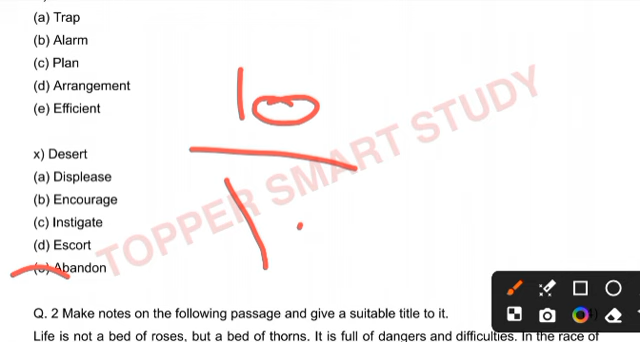 (a) Trap
(b) Alarm
(c) Plan
(d) Arrangement
(e) Efficient
10
x) Desert
(a) Displease
(b) Encourage
(c) Instigate
(d) Escort
(e) Abandon
TOPPER SMART STUDY
Q. 2 Make notes on the following passage and give a suitable title to it.
Life is not a bed of roses, but a bed of thorns. It is full of dangers and difficulties. In the race of